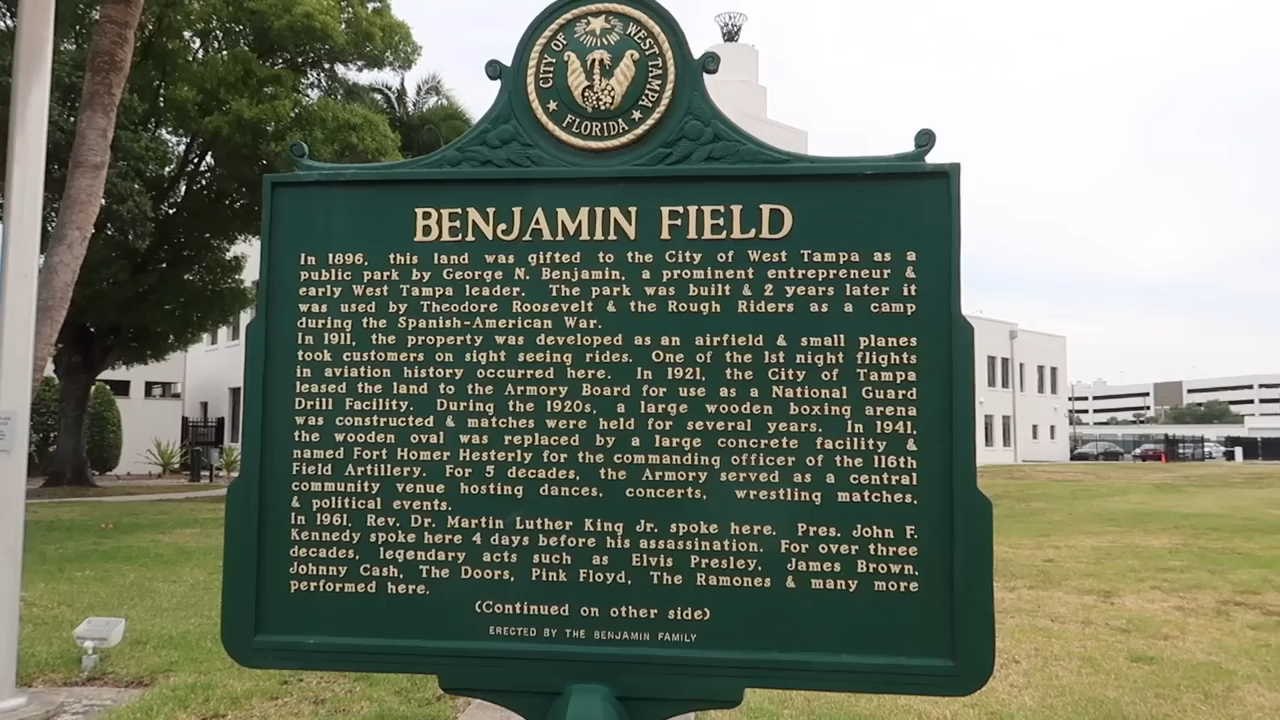 CITY OF WEST TAMPA
FLORIDA
BENJAMIN FIELD
In 1896, this land was gifted to the City of West Tampa as a
public park by George N. Benjamin, a prominent entrepreneur &
early West Tampa leader. The park was built & 2 years later it
was used by Theodore Roosevelt & the Rough Riders as a camp
during the Spanish-American War.
In 1911, the property was developed as an airfield & small planes
took customers on sight seeing rides. One of the 1st night flights
in aviation history occurred here. In 1921, the City of Tampa
leased the land to the Armory Board for use as a National Guard
Drill Facility. During the 1920s, a large wooden boxing arena
was constructed & matches were held for several years. In 1941,
the wooden oval was replaced by a large concrete facility &
named Fort Homer Hesterly for the commanding officer of the 116th
Field Artillery. For 5 decades, the Armory served as a central
community venue hosting dances, concerts, wrestling matches,
& political events.
In 1961, Rev. Dr. Martin Luther King Jr. spoke here. Pres. John F.
Kennedy spoke here 4 days before his assassination. For over three
decades, legendary acts such as Elvis Presley, James Brown,
Johnny Cash, The Doors, Pink Floyd, The Ramones & many more
performed here.
(Continued on other side)
ERECTED BY THE BENJAMIN FAMILY